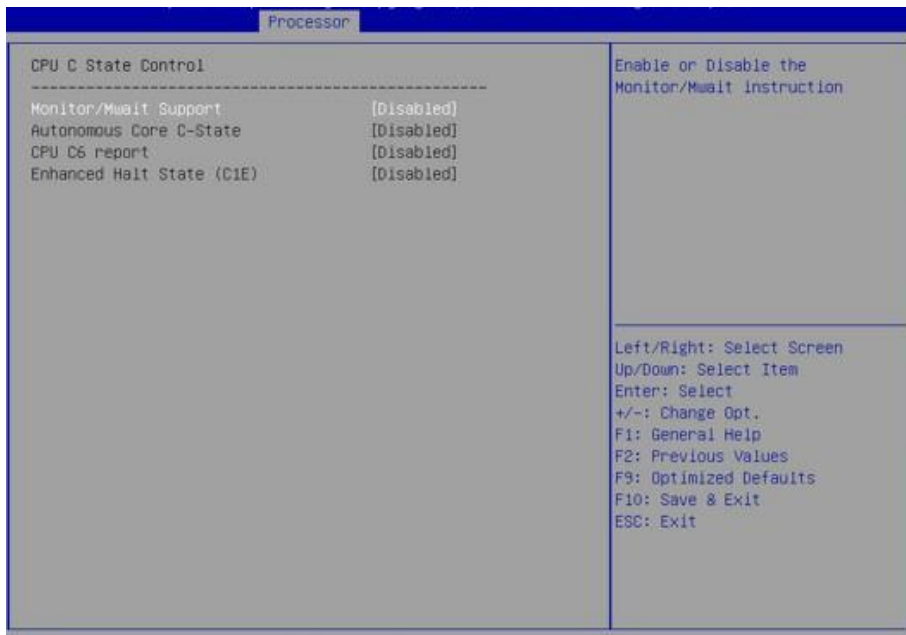 Processor
CPU C State Control
--------------------------------------------------
Monitor/Mwait Support [Disabled]
Autonomous Core C-State [Disabled]
CPU C6 report [Disabled]
Enhanced Halt State (C1E) [Disabled]
Enable or Disable the
Monitor/Mwait instruction
Left/Right: Select Screen
Up/Down: Select Item
Enter: Select
+/-: Change Opt.
F1: General Help
F2: Previous Values
F9: Optimized Defaults
F10: Save & Exit
ESC: Exit